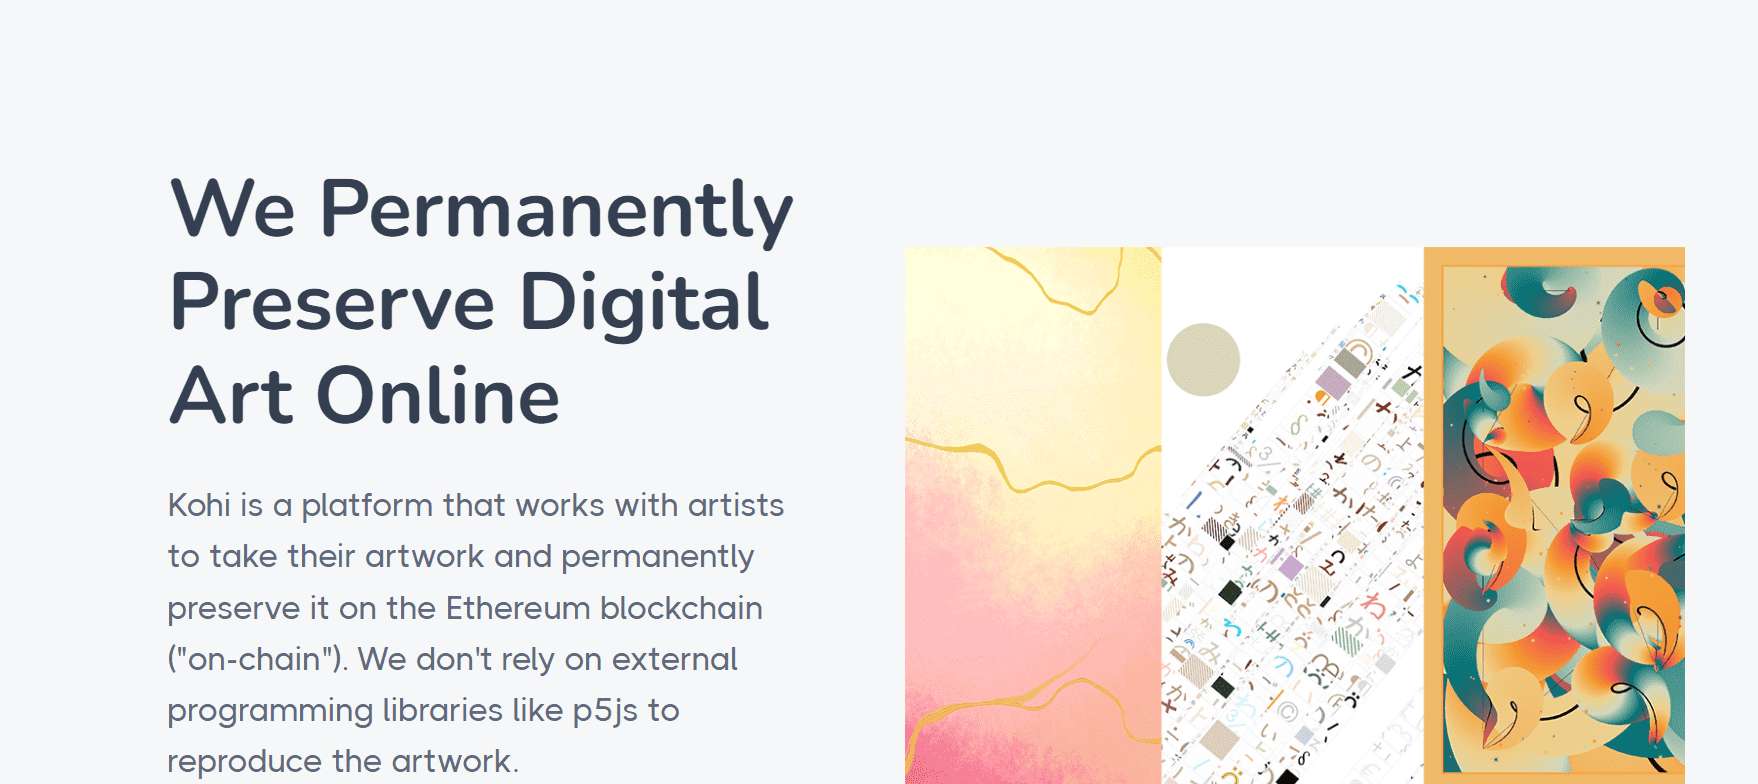 We Permanently
Preserve Digital
Art Online
Kohi is a platform that works with artists
to take their artwork and permanently
preserve it on the Ethereum blockchain
("on-chain"). We don't rely on external
programming libraries like p5js to
reproduce the artwork.